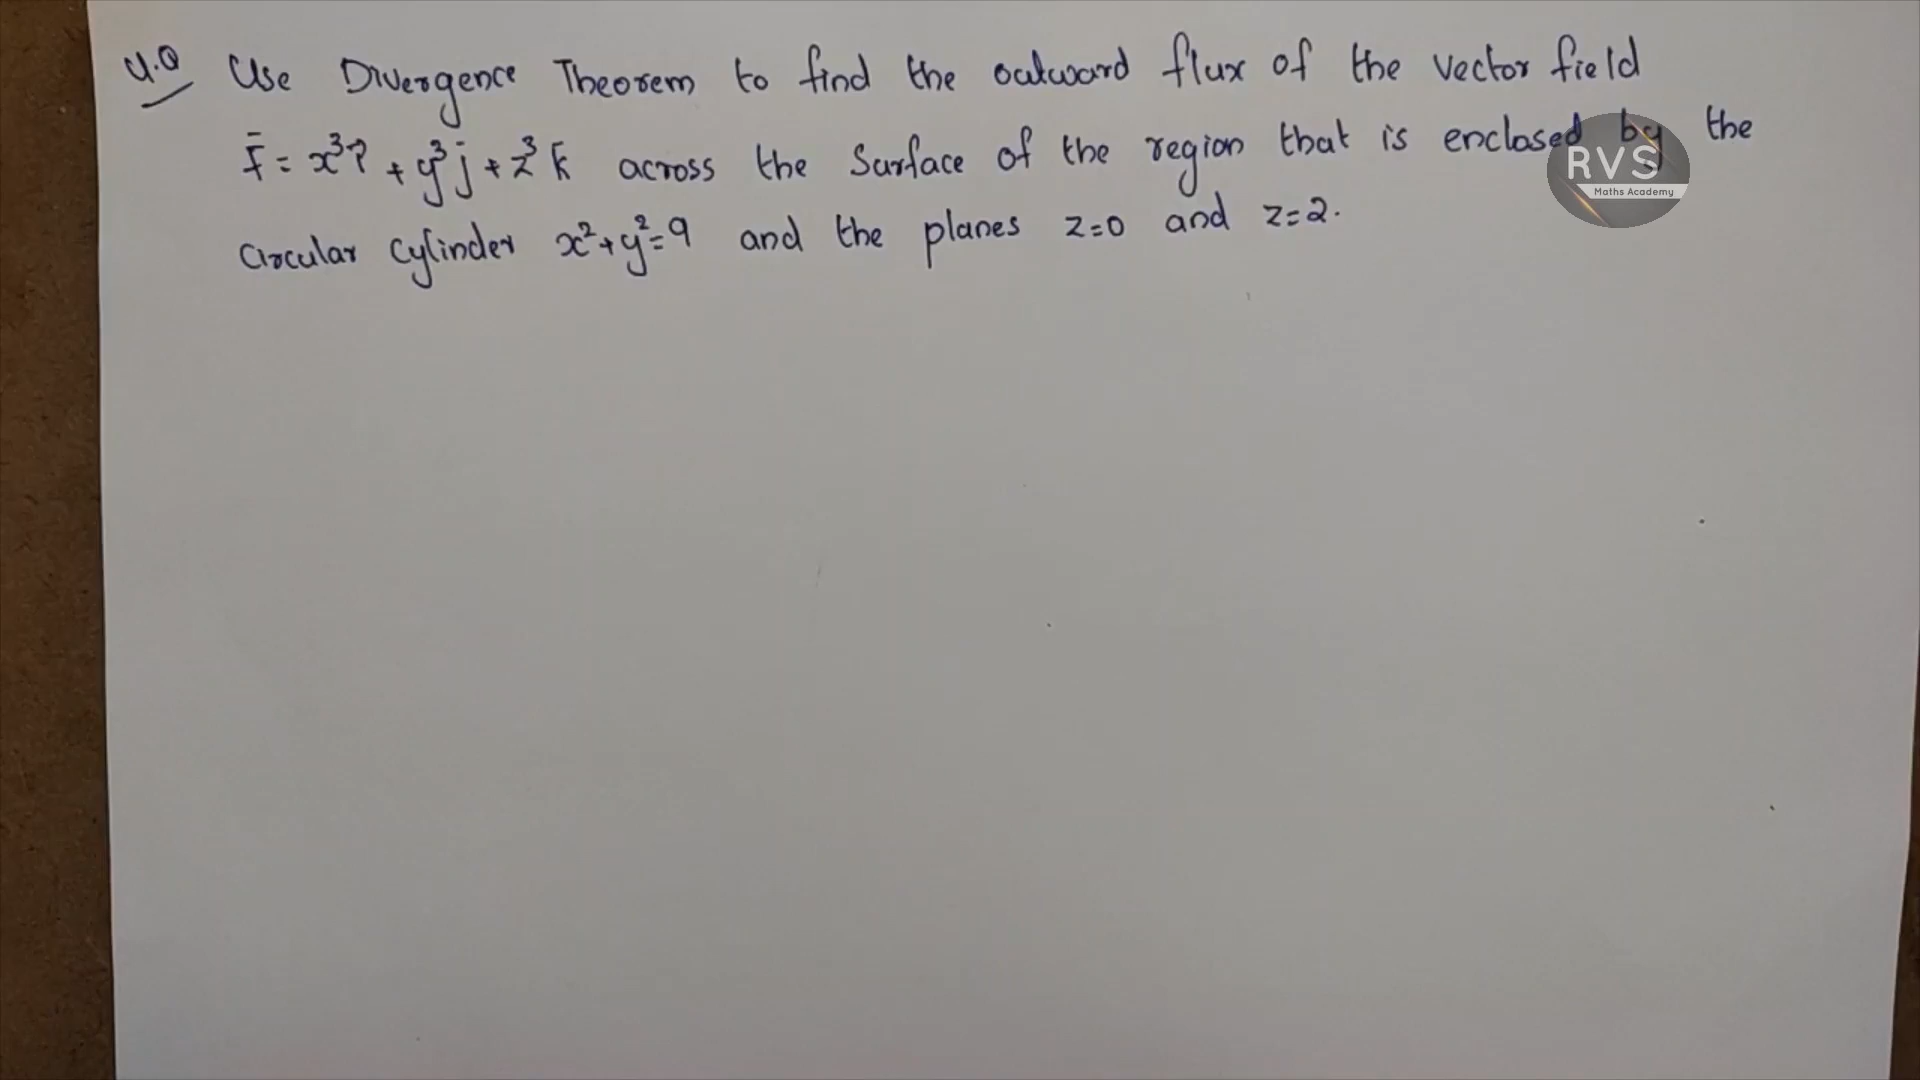 U.Q Use Divergence Theorem to find the outward flux of the vector field
F̄ = x³i + y³j + z³k̄ across the surface of the region that is enclosed by the
RVS
Maths Academy
circular cylinder x²+y²=9 and the planes z=0 and z=2.